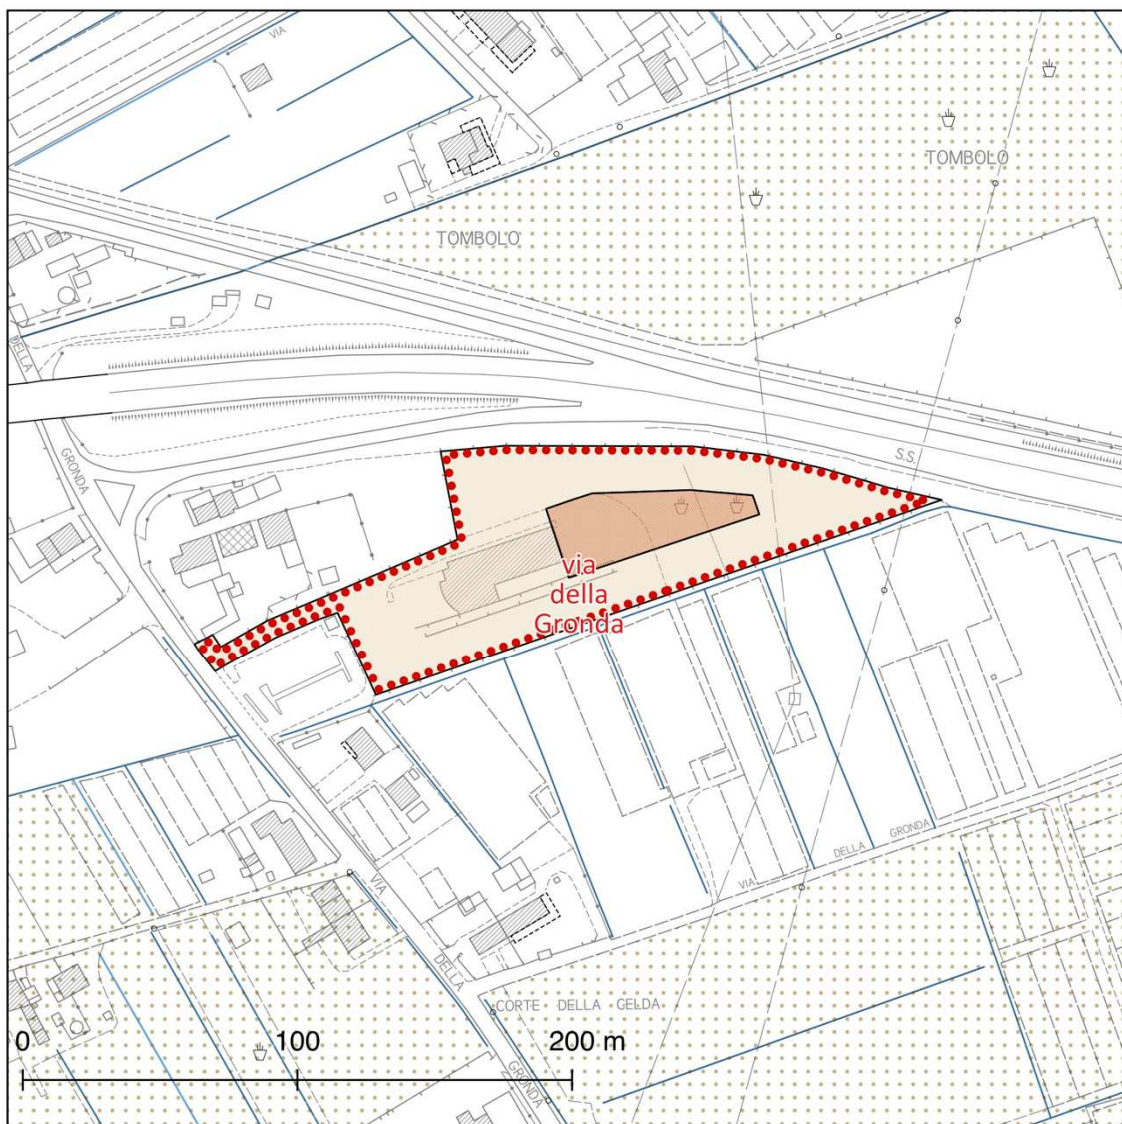 VIA
TOMBOLO
TOMBOLO
DELLA
GRONDA
S.S.
via
della
Gronda
GRONDA
DELLA
VIA
VIA
DELLA
CORTE DELLA GELDA
0 100 200 m
GRONDA